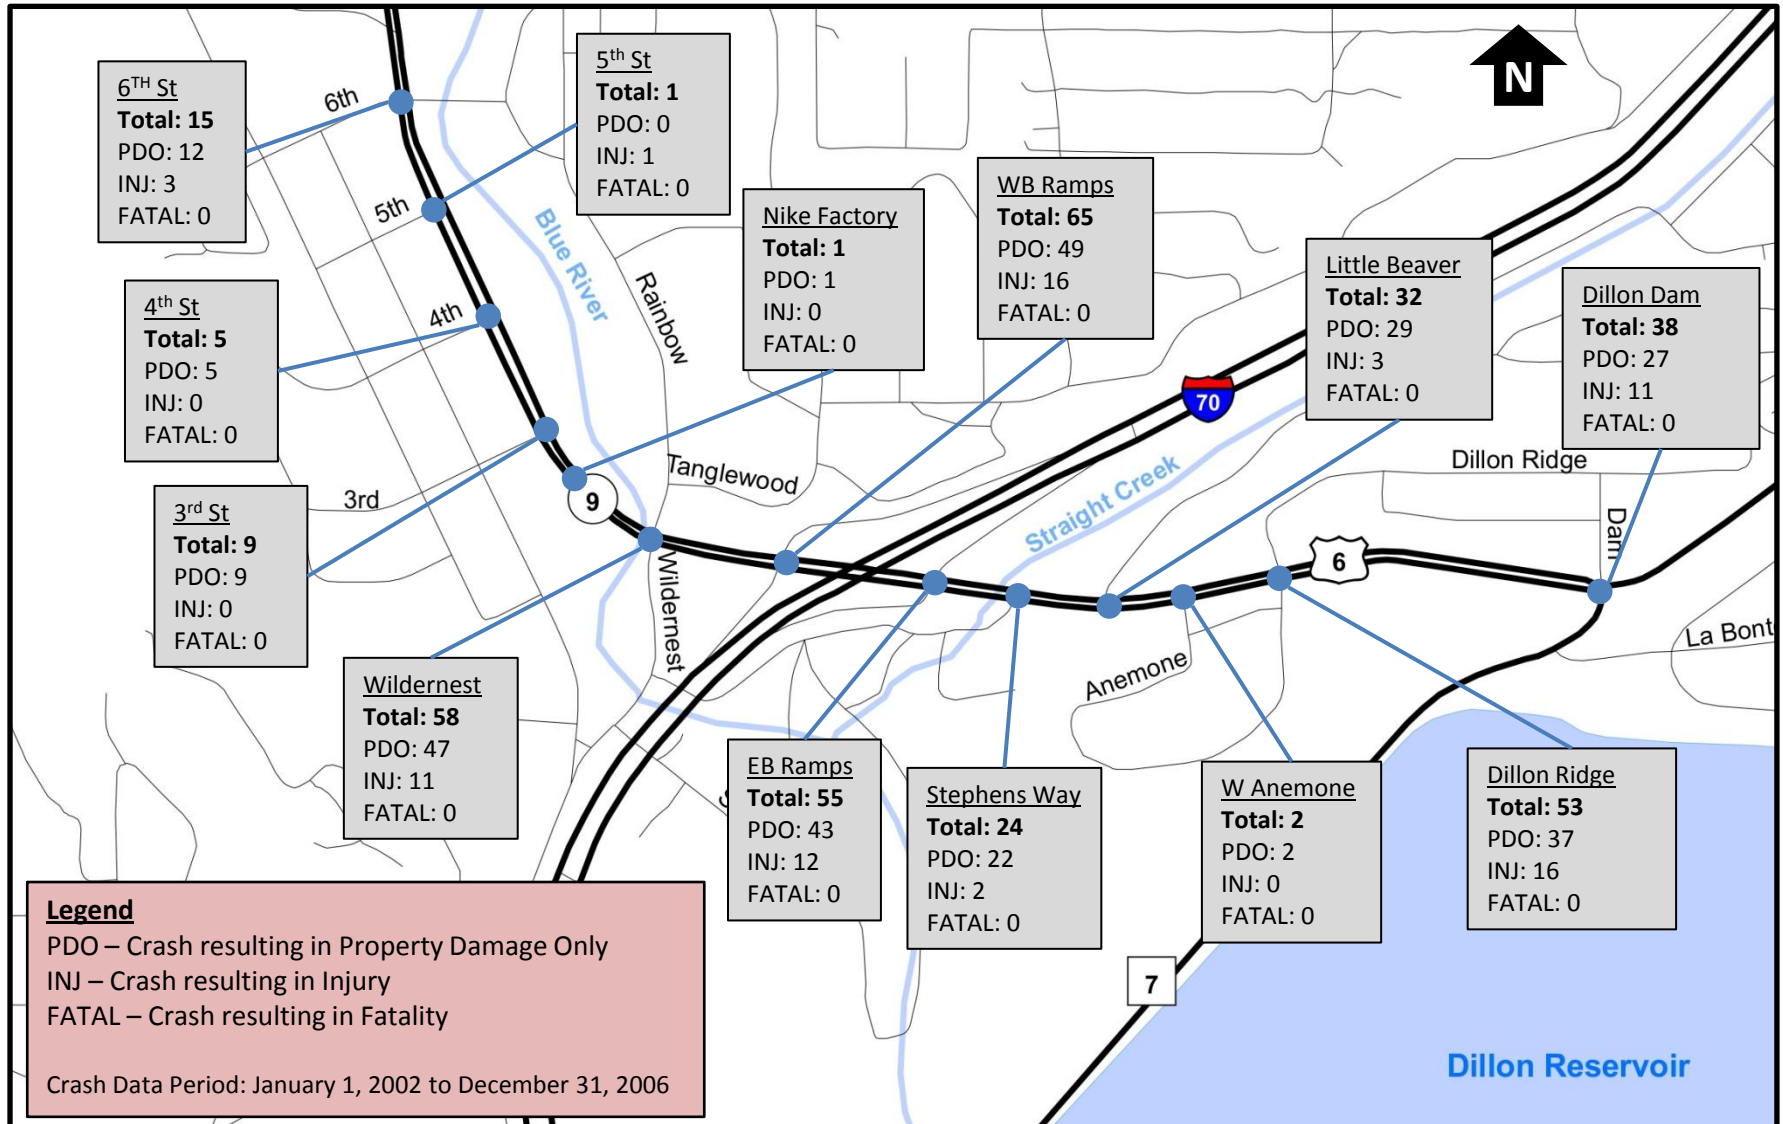 N
6TH St
Total: 15
PDO: 12
INJ: 3
FATAL: 0
5th St
Total: 1
PDO: 0
INJ: 1
FATAL: 0
6th
5th
4th
3rd
4th St
Total: 5
PDO: 5
INJ: 0
FATAL: 0
Nike Factory
Total: 1
PDO: 1
INJ: 0
FATAL: 0
WB Ramps
Total: 65
PDO: 49
INJ: 16
FATAL: 0
Little Beaver
Total: 32
PDO: 29
INJ: 3
FATAL: 0
Dillon Dam
Total: 38
PDO: 27
INJ: 11
FATAL: 0
Blue River
Rainbow
70
Tanglewood
Straight Creek
Dillon Ridge
Dam
9
6
3rd St
Total: 9
PDO: 9
INJ: 0
FATAL: 0
Wildernest
Anemone
La Bont
Wildernest
Total: 58
PDO: 47
INJ: 11
FATAL: 0
EB Ramps
Total: 55
PDO: 43
INJ: 12
FATAL: 0
Stephens Way
Total: 24
PDO: 22
INJ: 2
FATAL: 0
W Anemone
Total: 2
PDO: 2
INJ: 0
FATAL: 0
Dillon Ridge
Total: 53
PDO: 37
INJ: 16
FATAL: 0
7
Dillon Reservoir
Legend
PDO – Crash resulting in Property Damage Only
INJ – Crash resulting in Injury
FATAL – Crash resulting in Fatality
Crash Data Period: January 1, 2002 to December 31, 2006